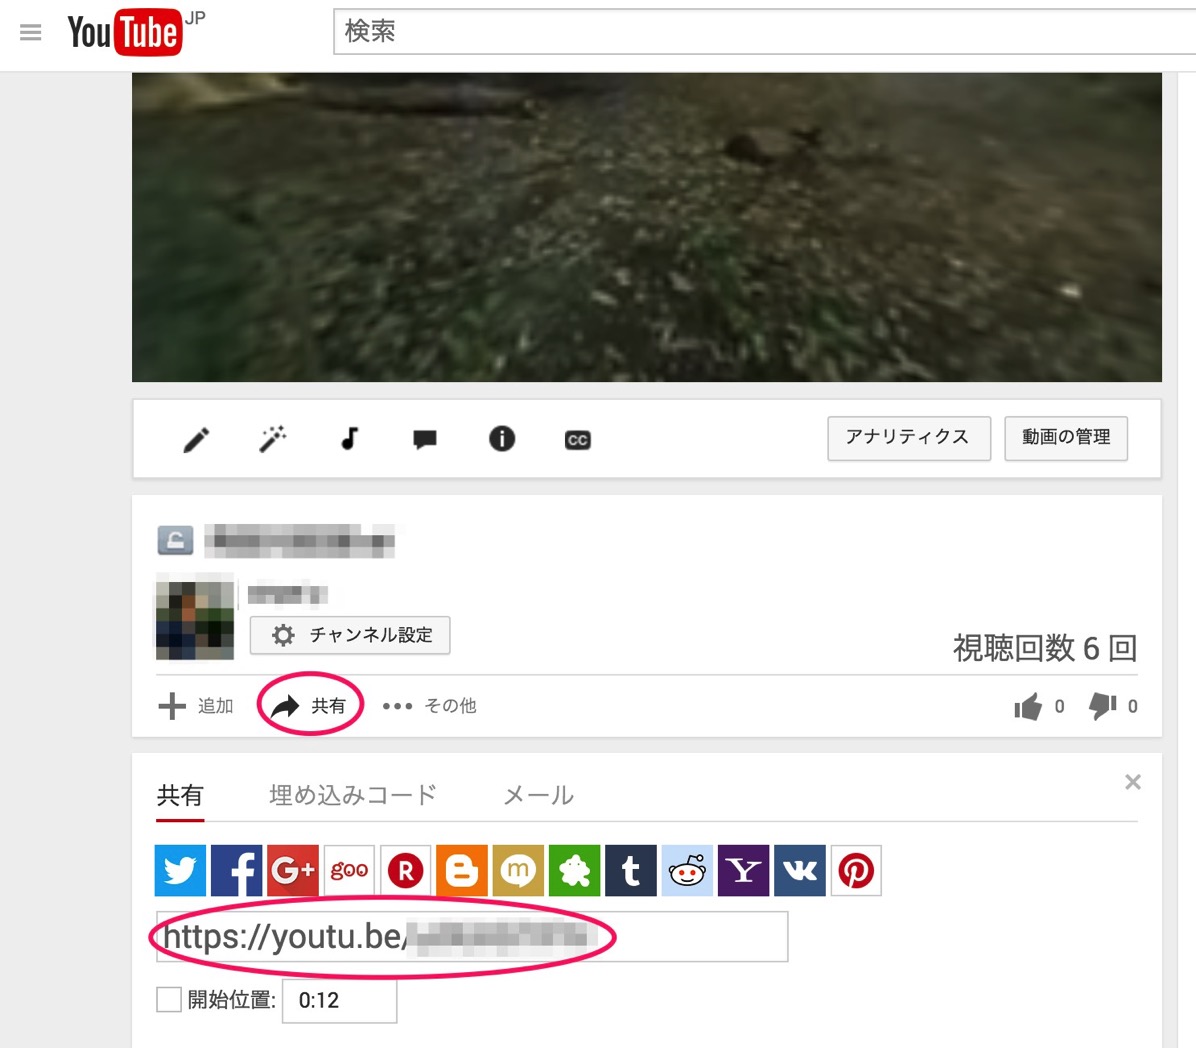 YouTube JP
検索
CC
アナリティクス
動画の管理
チャンネル設定
視聴回数 6 回
追加
共有
その他
0
0
共有
埋め込みコード
メール
G+
goo
R
m
t
Y
https://youtu.be/
開始位置:
0:12